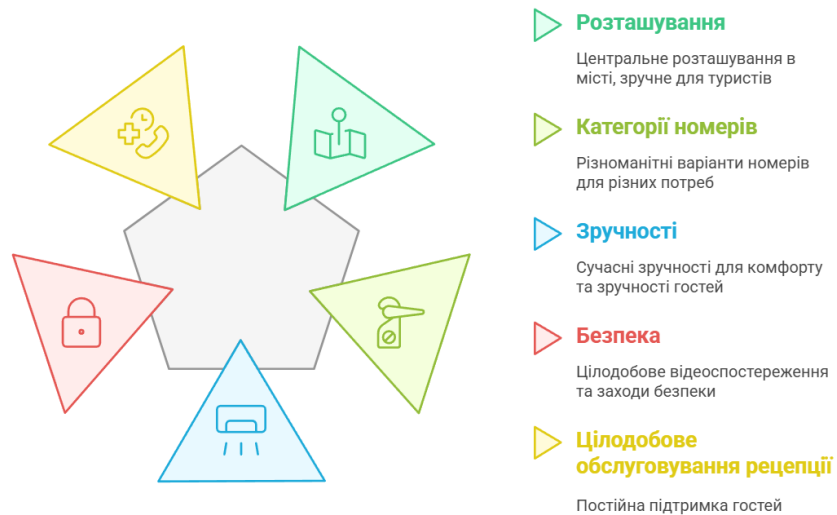 Розташування
Центральне розташування в
місті, зручне для туристів
Категорії номерів
Різноманітні варіанти номерів
для різних потреб
Зручності
Сучасні зручності для комфорту
та зручності гостей
Безпека
Цілодобове відеоспостереження
та заходи безпеки
Цілодобове
обслуговування рецепції
Постійна підтримка гостей